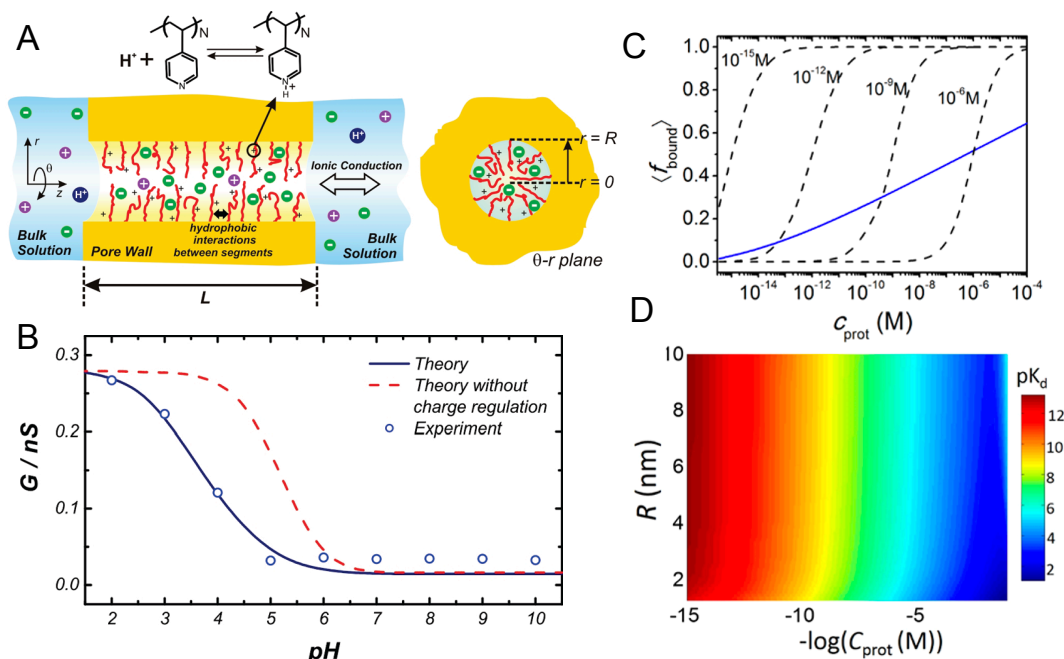 A
N
N
H⁺ +
N
N
H
+
r
θ
z
H⁺
H⁺
H⁺
Ionic Conduction
r = R
r=0
hydrophobic
interactions
between segments
Bulk
Solution
Pore Wall
Bulk
Solution
θ-r plane
L
B
G / nS
0.3
0.2
0.1
0.0
Theory
Theory without
charge regulation
Experiment
2 3 4 5 6 7 8 9 10
pH
C
⟨f_bound⟩
1.0
0.8
0.6
0.4
0.2
0.0
10⁻¹⁵M
10⁻¹²M
10⁻⁹M
10⁻⁶M
10⁻¹⁴ 10⁻¹² 10⁻¹⁰ 10⁻⁸ 10⁻⁶ 10⁻⁴
c_prot (M)
D
R (nm)
10
8
6
4
2
-15 -10 -5
-log(C_prot (M))
pK_d
12
10
8
6
4
2